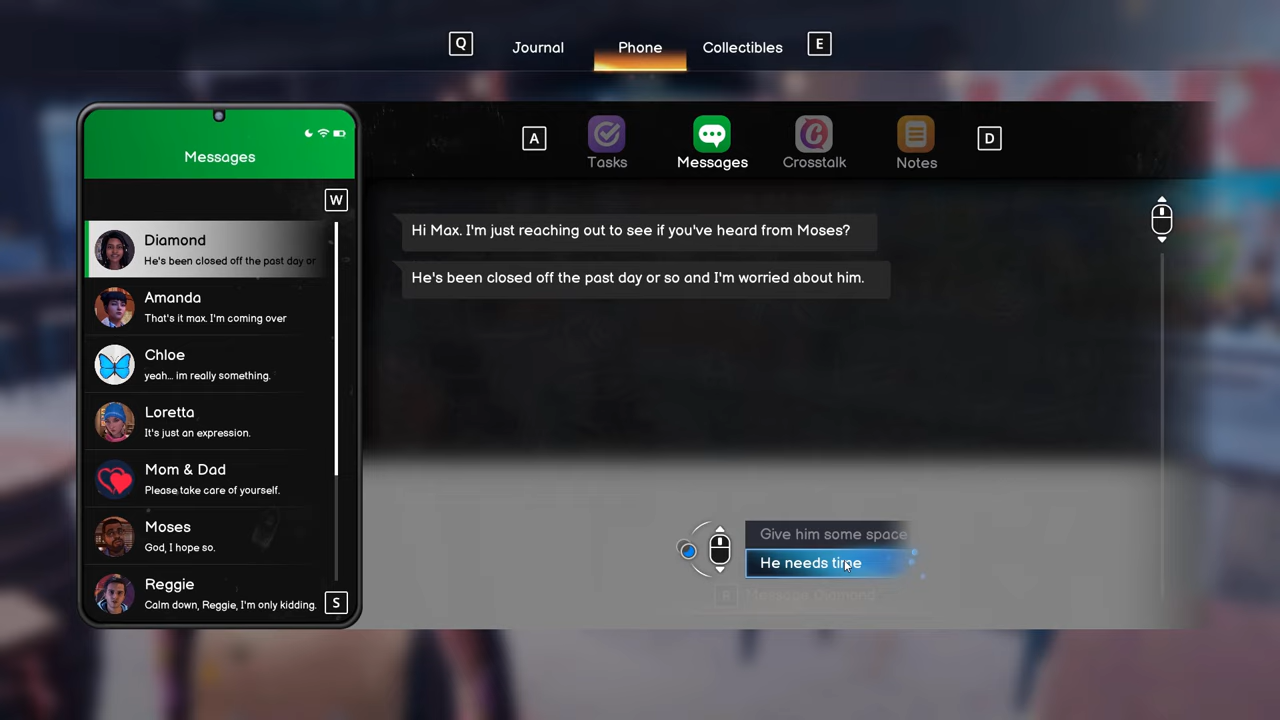 Q
Journal
Phone
Collectibles
E
Messages
W
Diamond
He's been closed off the past day or
Amanda
That's it max. I'm coming over
Chloe
yeah... im really something.
Loretta
It's just an expression.
Mom & Dad
Please take care of yourself.
Moses
God, I hope so.
Reggie
Calm down, Reggie, I'm only kidding.
S
A
Tasks
Messages
Crosstalk
Notes
D
Hi Max. I'm just reaching out to see if you've heard from Moses?
He's been closed off the past day or so and I'm worried about him.
Give him some space
He needs time
R Message Diamond